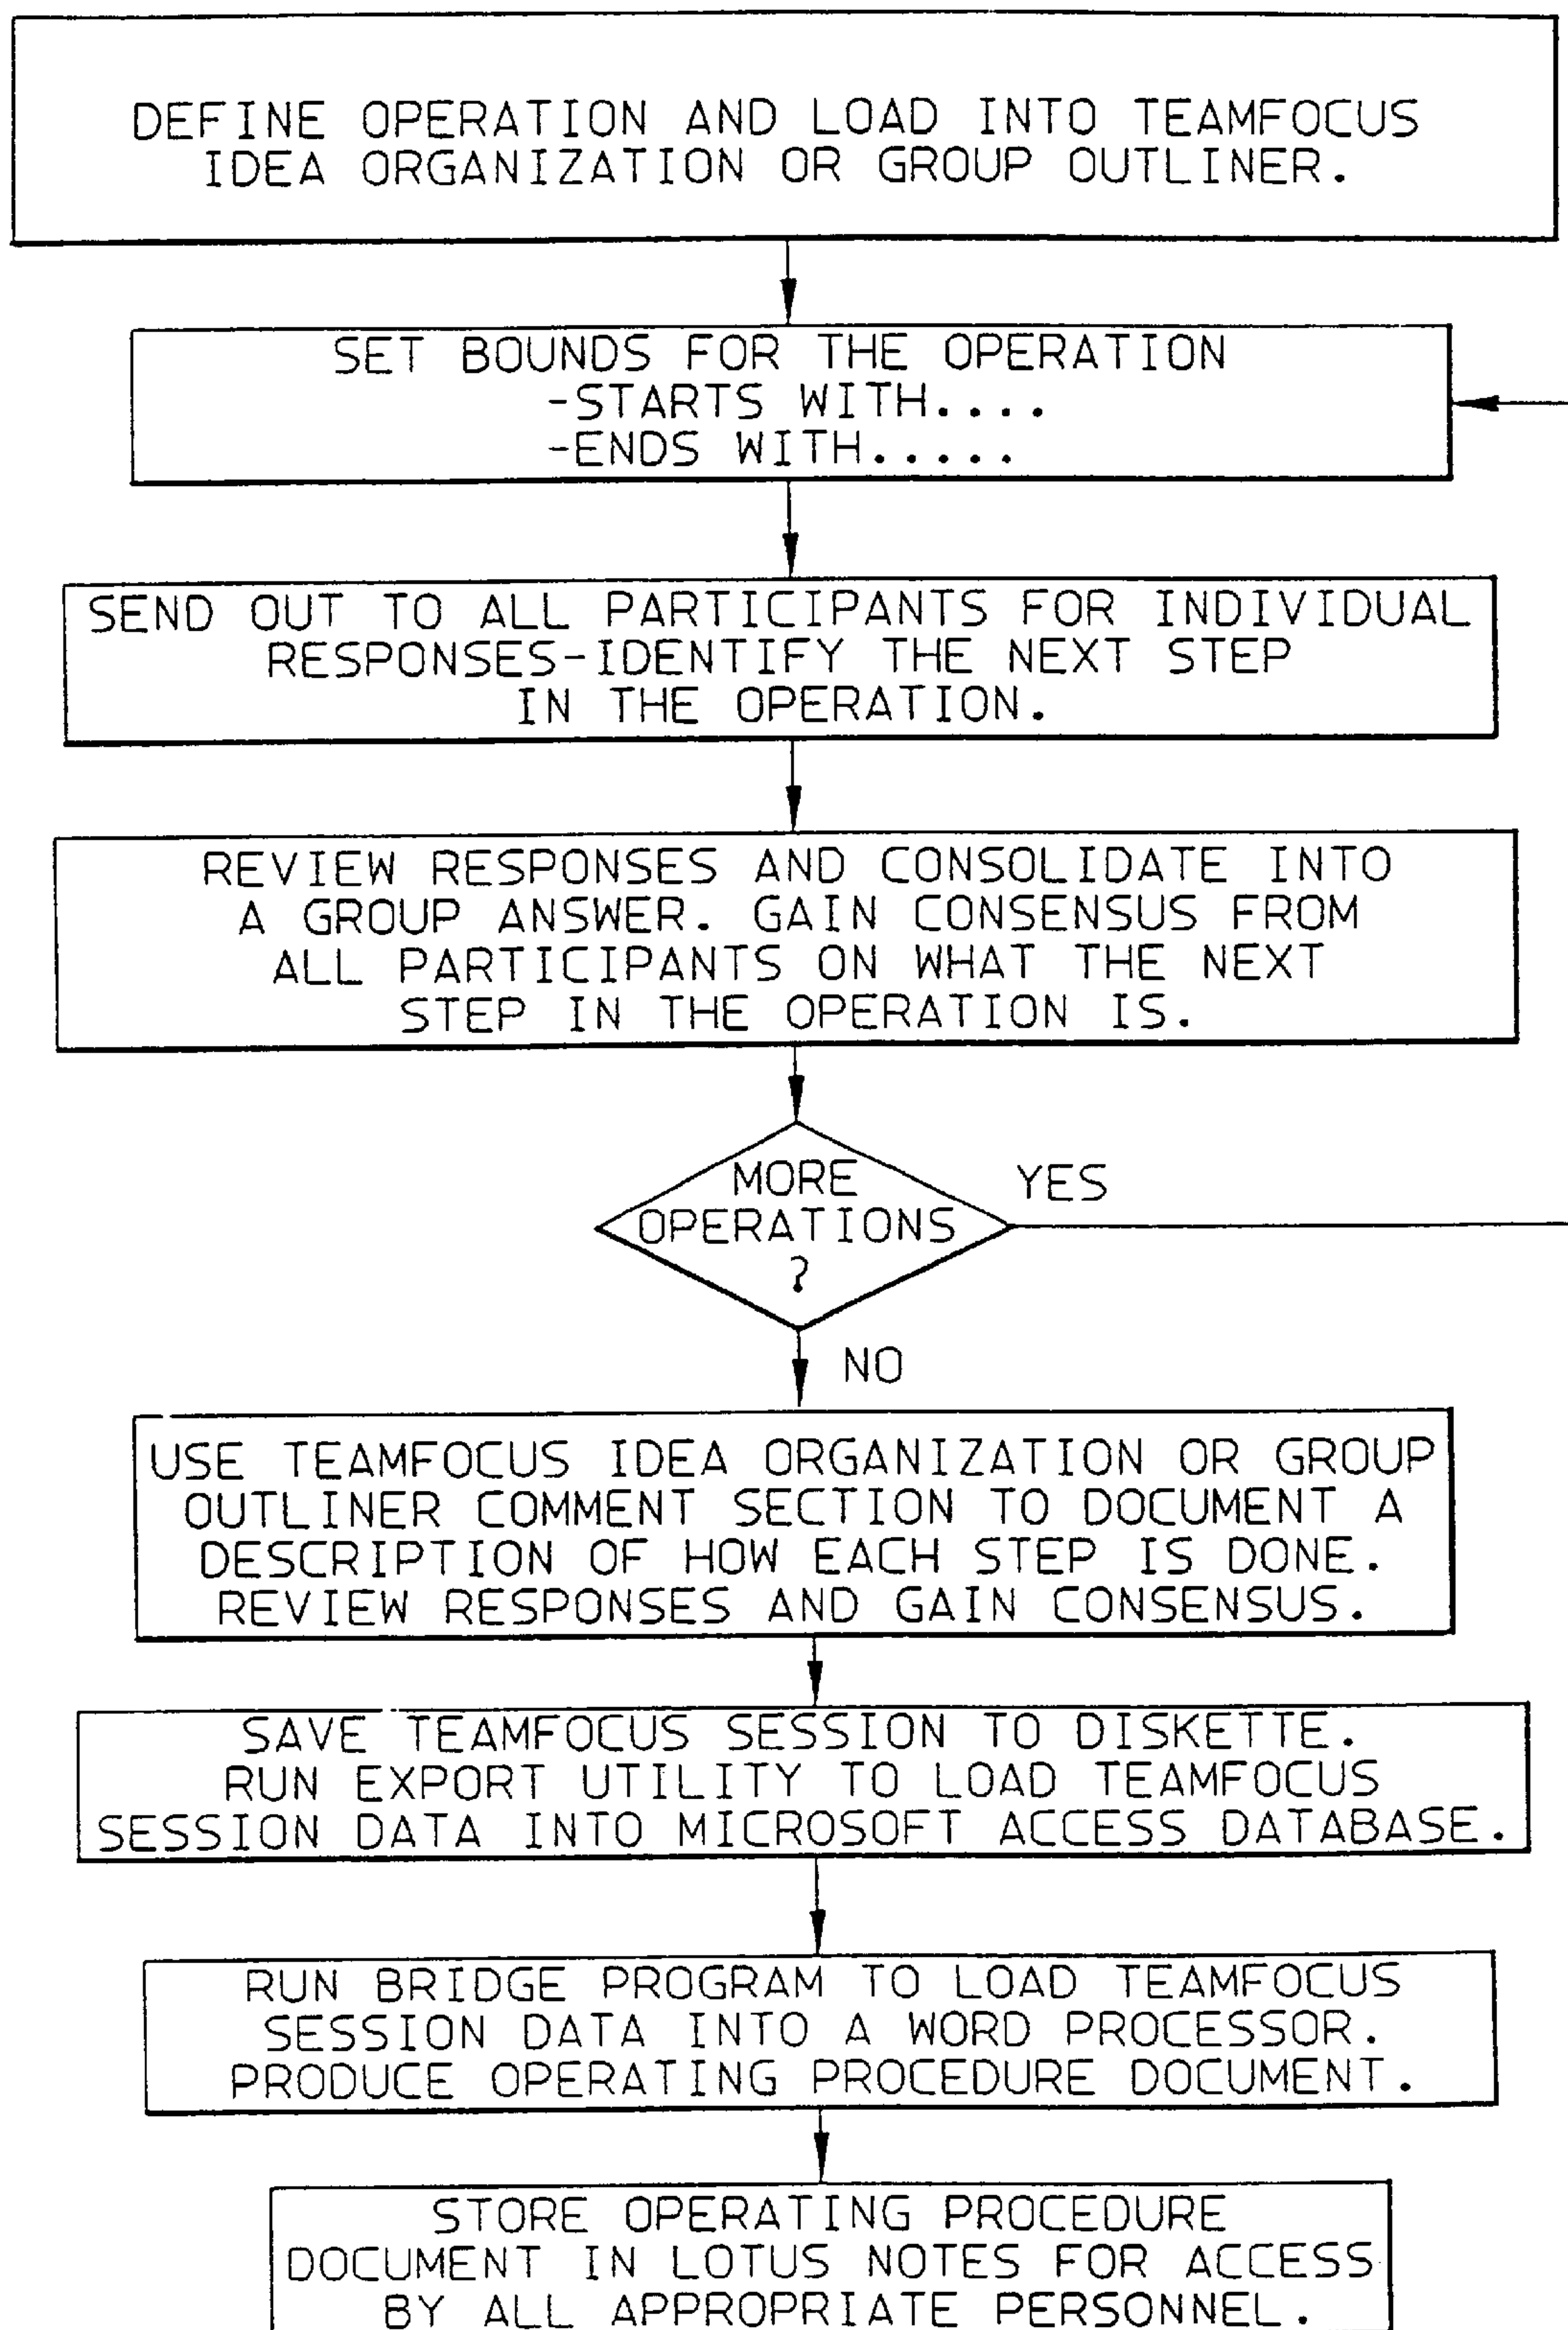 DEFINE OPERATION AND LOAD INTO TEAMFOCUS
IDEA ORGANIZATION OR GROUP OUTLINER.
SET BOUNDS FOR THE OPERATION
-STARTS WITH....
-ENDS WITH.....
SEND OUT TO ALL PARTICIPANTS FOR INDIVIDUAL
RESPONSES-IDENTIFY THE NEXT STEP
IN THE OPERATION.
REVIEW RESPONSES AND CONSOLIDATE INTO
A GROUP ANSWER. GAIN CONSENSUS FROM
ALL PARTICIPANTS ON WHAT THE NEXT
STEP IN THE OPERATION IS.
MORE
OPERATIONS
?
YES
NO
USE TEAMFOCUS IDEA ORGANIZATION OR GROUP
OUTLINER COMMENT SECTION TO DOCUMENT A
DESCRIPTION OF HOW EACH STEP IS DONE.
REVIEW RESPONSES AND GAIN CONSENSUS.
SAVE TEAMFOCUS SESSION TO DISKETTE.
RUN EXPORT UTILITY TO LOAD TEAMFOCUS
SESSION DATA INTO MICROSOFT ACCESS DATABASE.
RUN BRIDGE PROGRAM TO LOAD TEAMFOCUS
SESSION DATA INTO A WORD PROCESSOR.
PRODUCE OPERATING PROCEDURE DOCUMENT.
STORE OPERATING PROCEDURE
DOCUMENT IN LOTUS NOTES FOR ACCESS
BY ALL APPROPRIATE PERSONNEL.